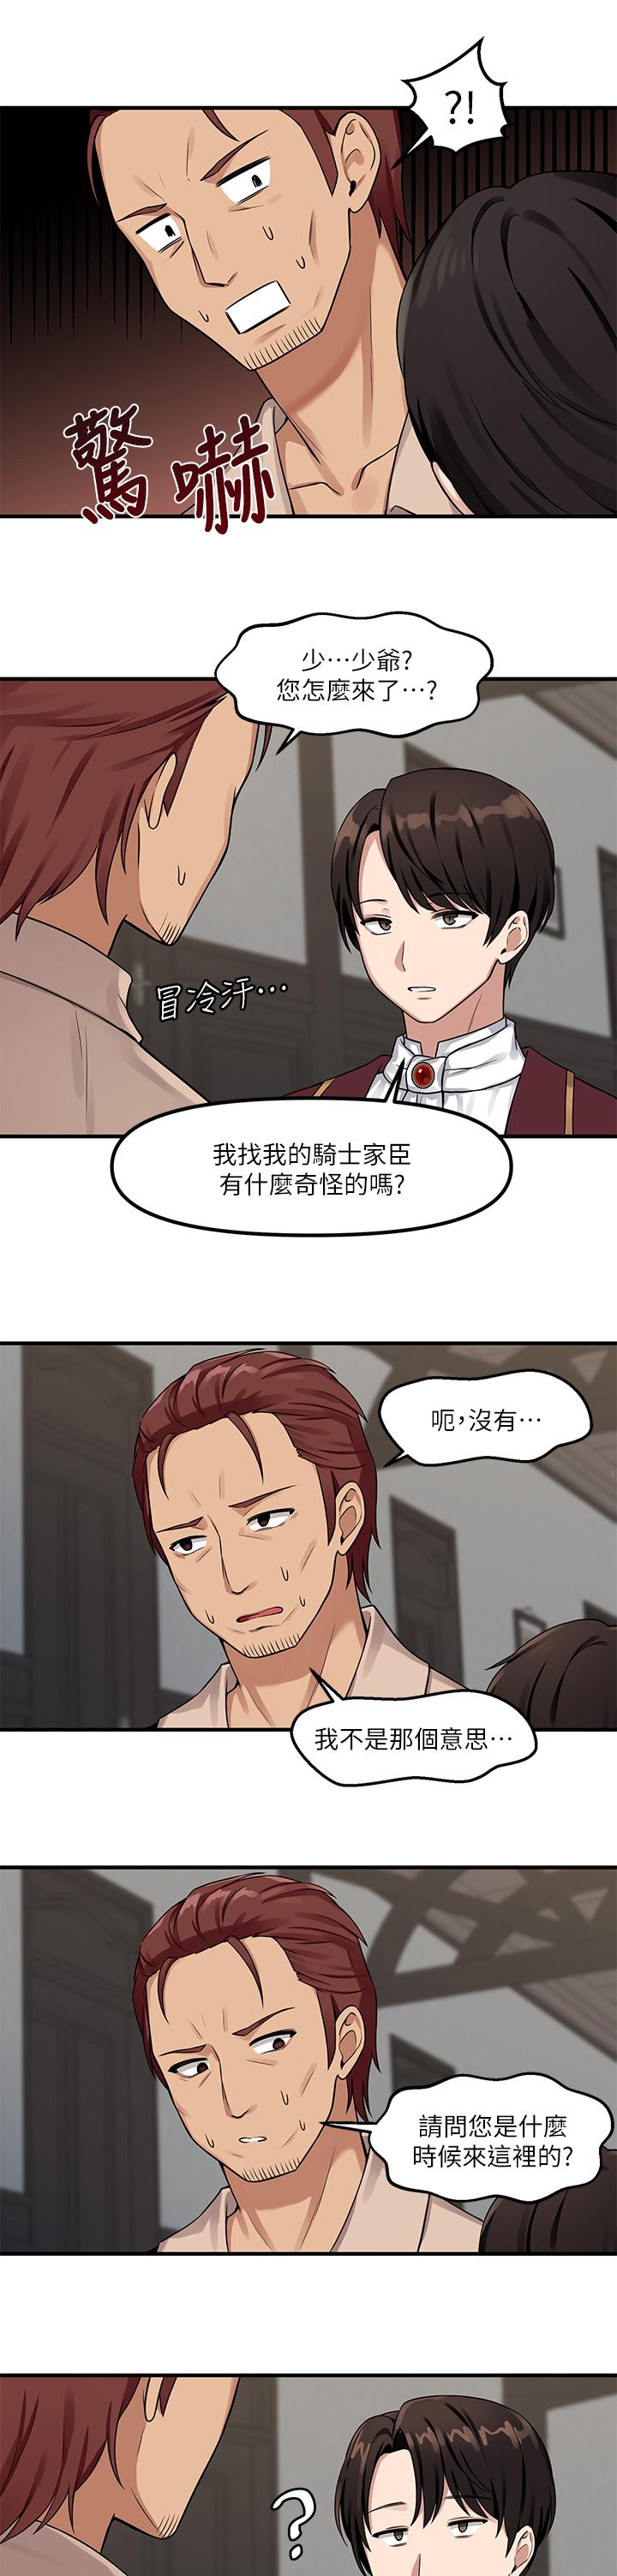 ?!
驚嚇
少⋯少爺?
您怎麼來了⋯?
冒冷汗⋯
我找我的騎士家臣
有什麼奇怪的嗎?
呃,沒有⋯
我不是那個意思⋯
請問您是什麼
時候來這裡的?
?